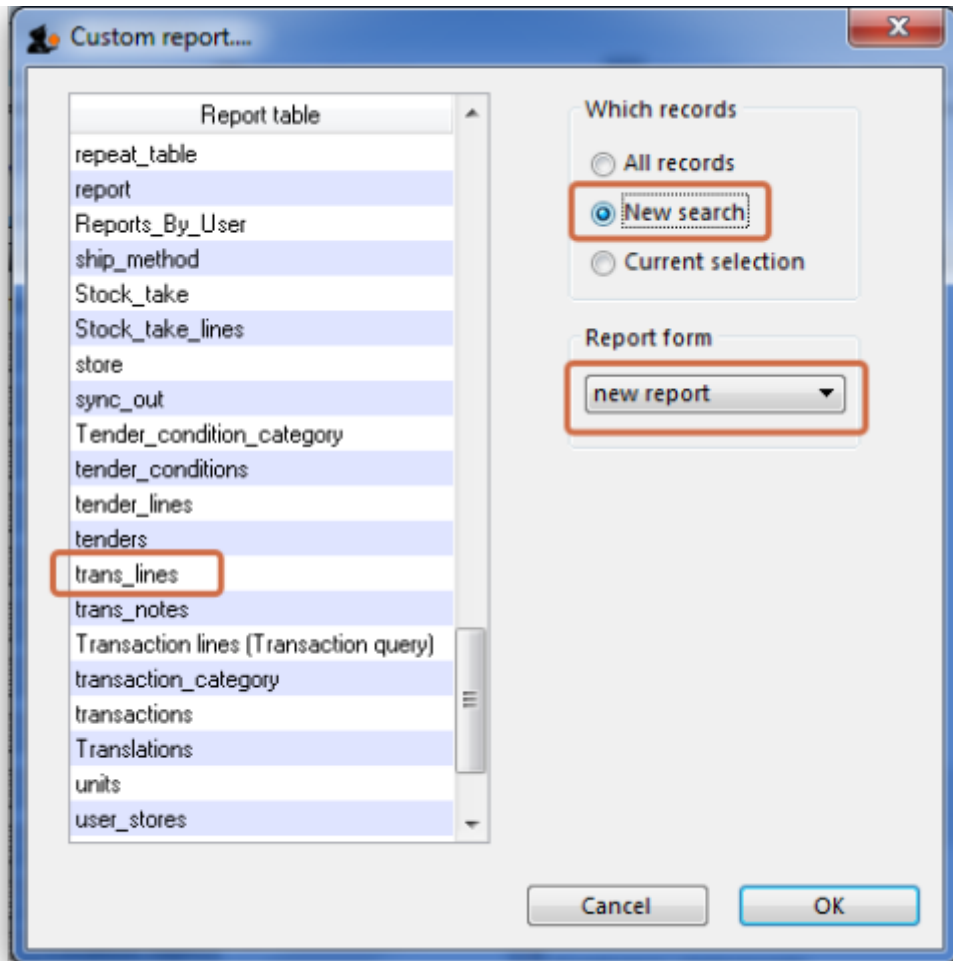 Custom report....
Report table
repeat_table
report
Reports_By_User
ship_method
Stock_take
Stock_take_lines
store
sync_out
Tender_condition_category
tender_conditions
tender_lines
tenders
trans_lines
trans_notes
Transaction lines (Transaction query)
transaction_category
transactions
Translations
units
user_stores
Which records
All records
New search
Current selection
Report form
new report
Cancel
OK